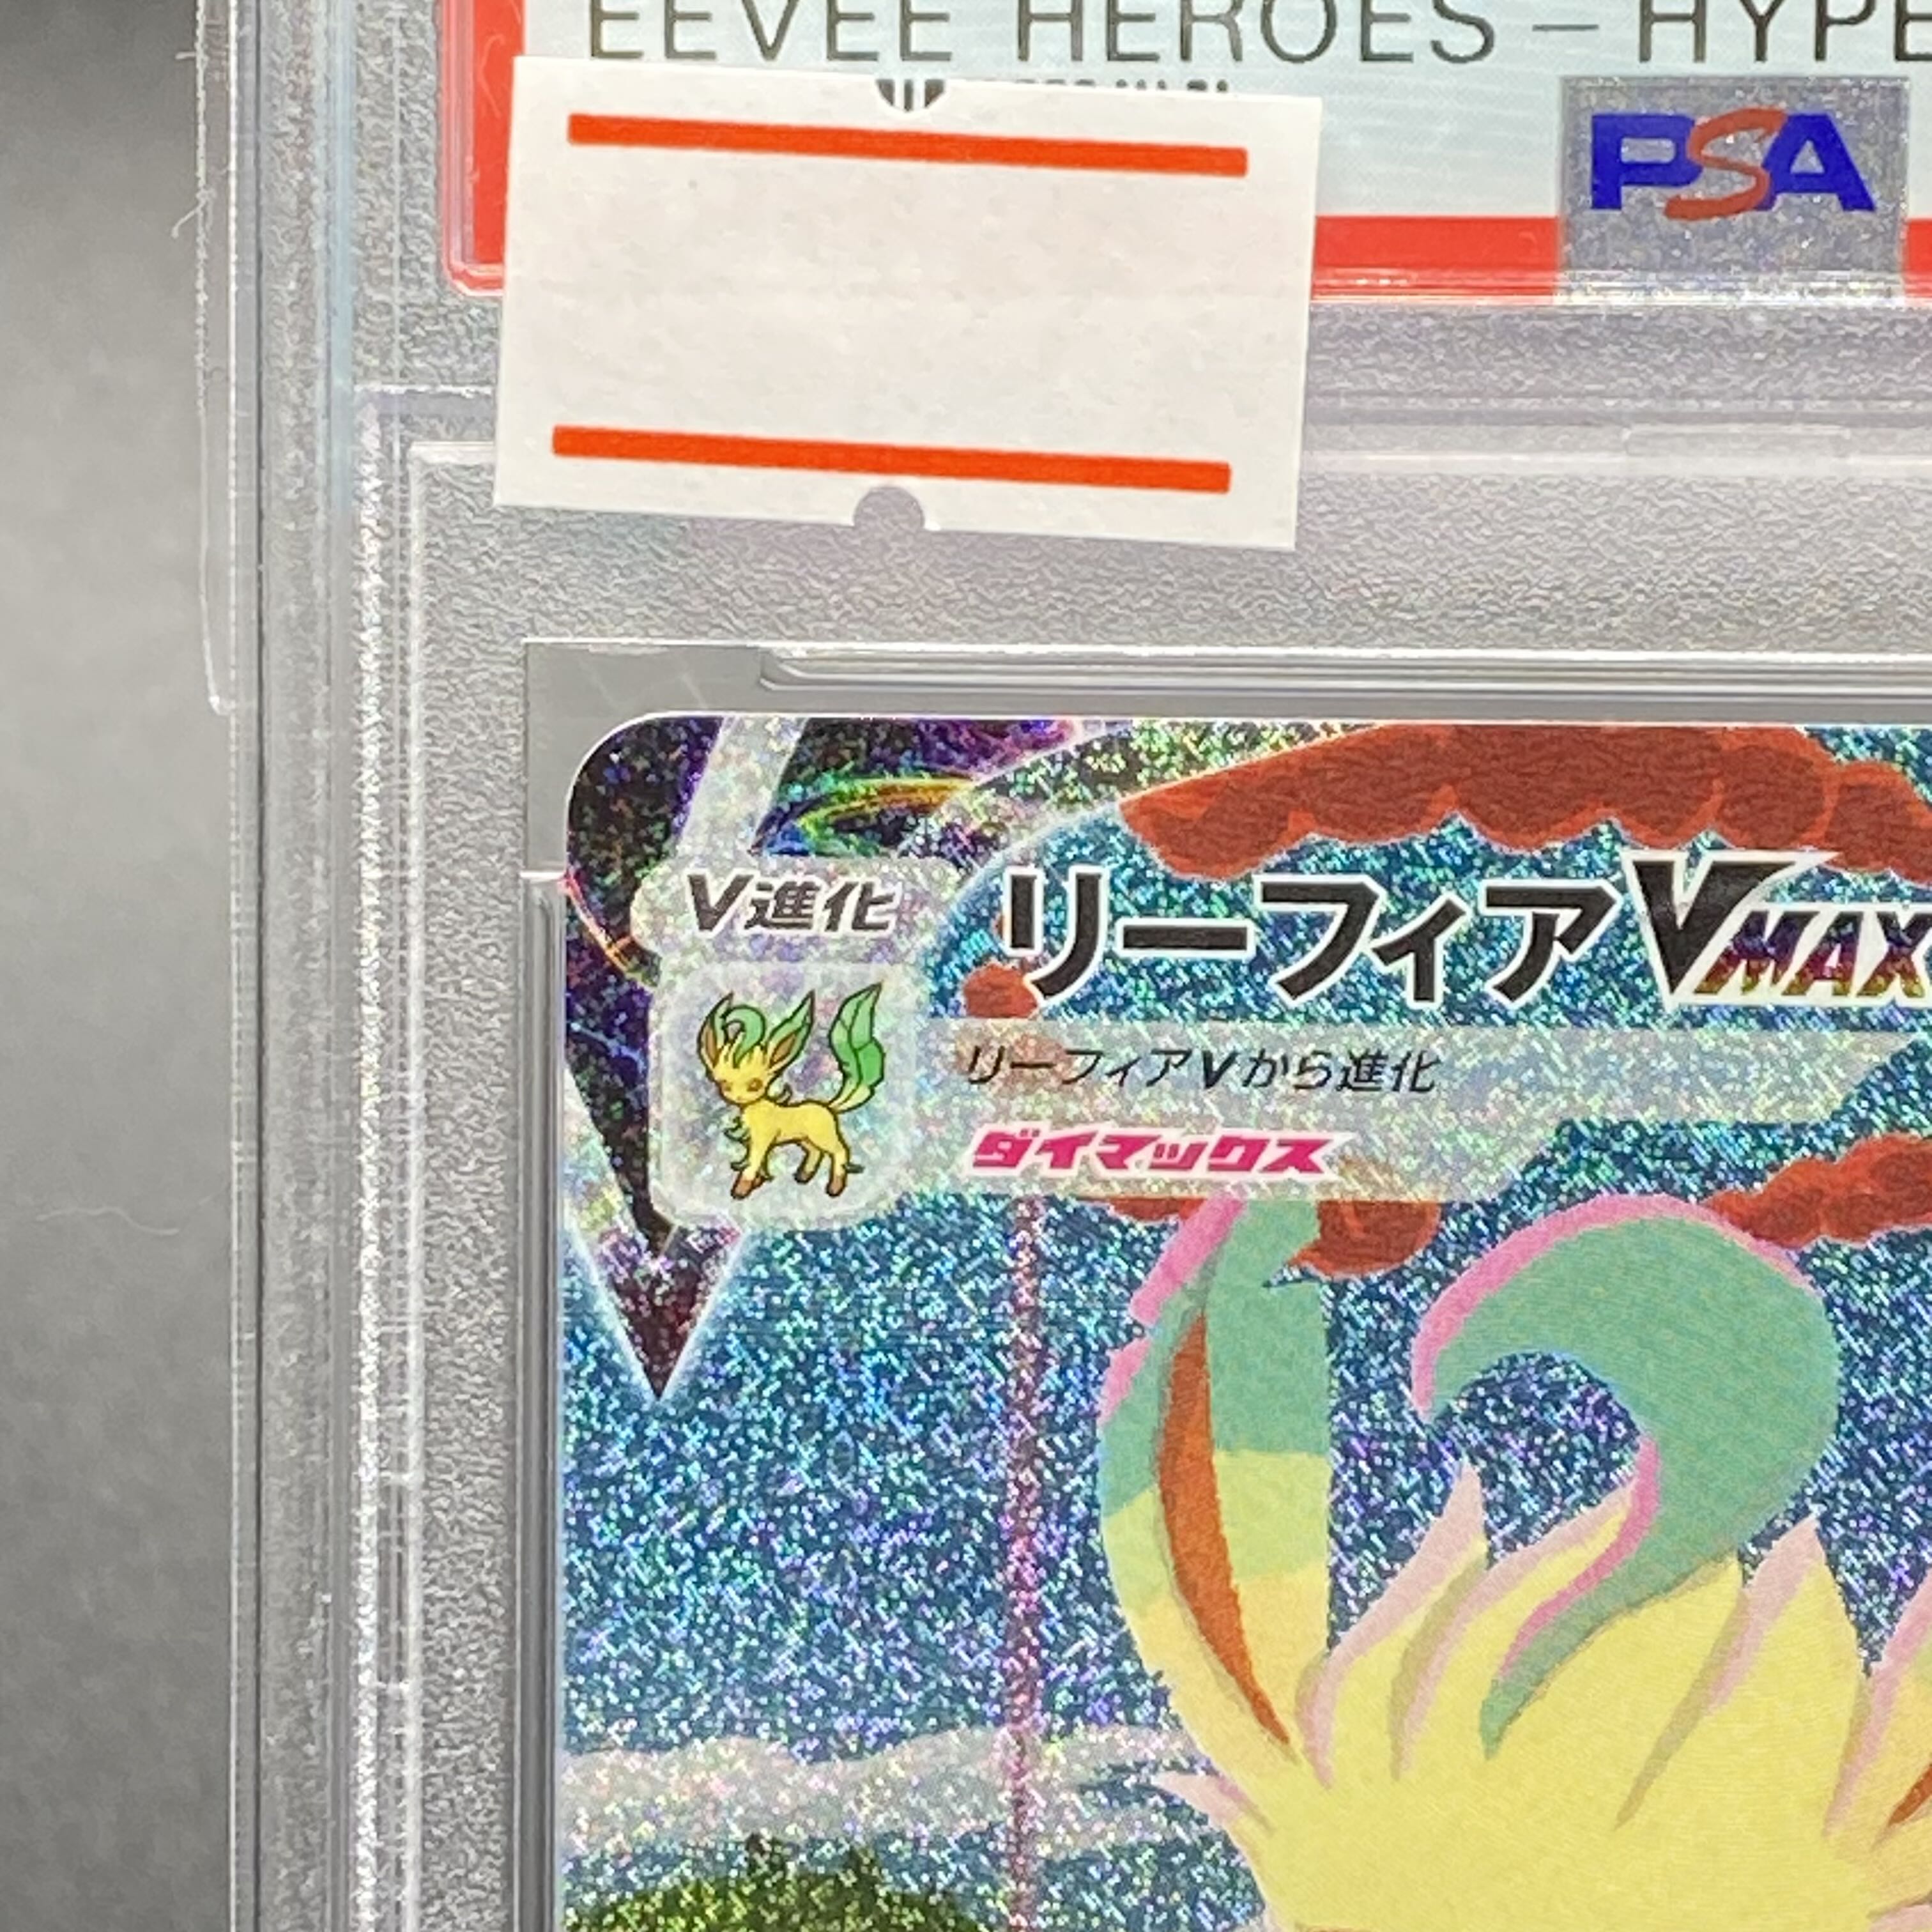 EEVEE HEROES – HYPE
PSA
V進化
リーフィアVMAX
リーフィアVから進化
ダイマックス